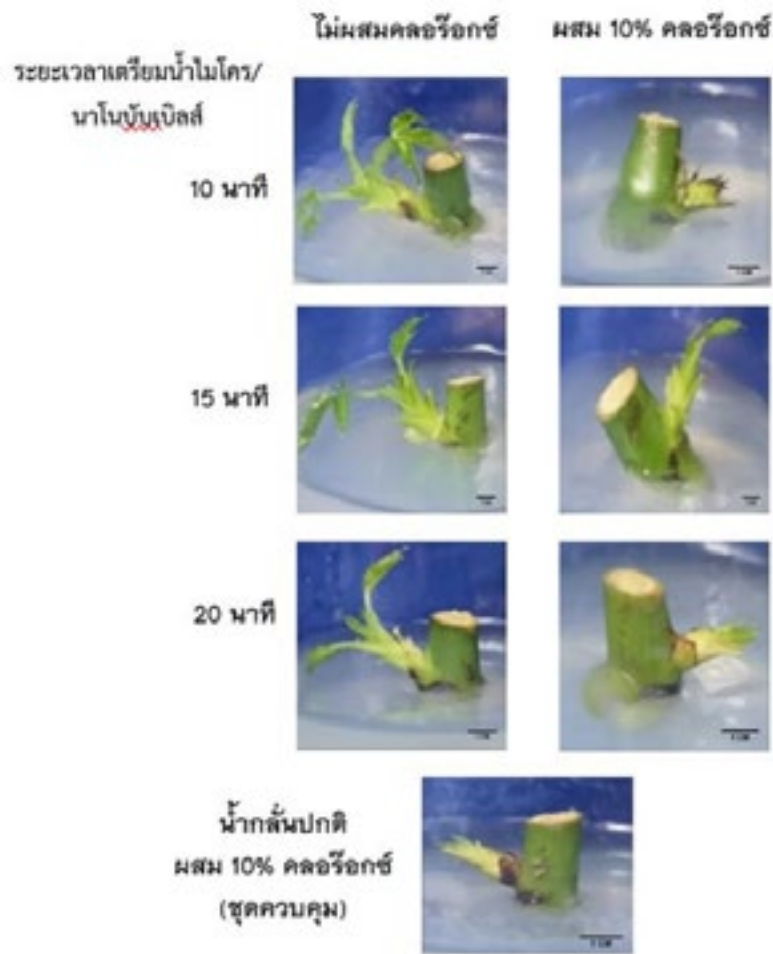 ไม่ผสมคลอร็อกซ์
ผสม 10% คลอร็อกซ์
ระยะเวลาเตรียมน้ำไมโคร/
นาโนบับเบิลส์
10 นาที
15 นาที
20 นาที
น้ำกลั่นปกติ
ผสม 10% คลอร็อกซ์
(ชุดควบคุม)